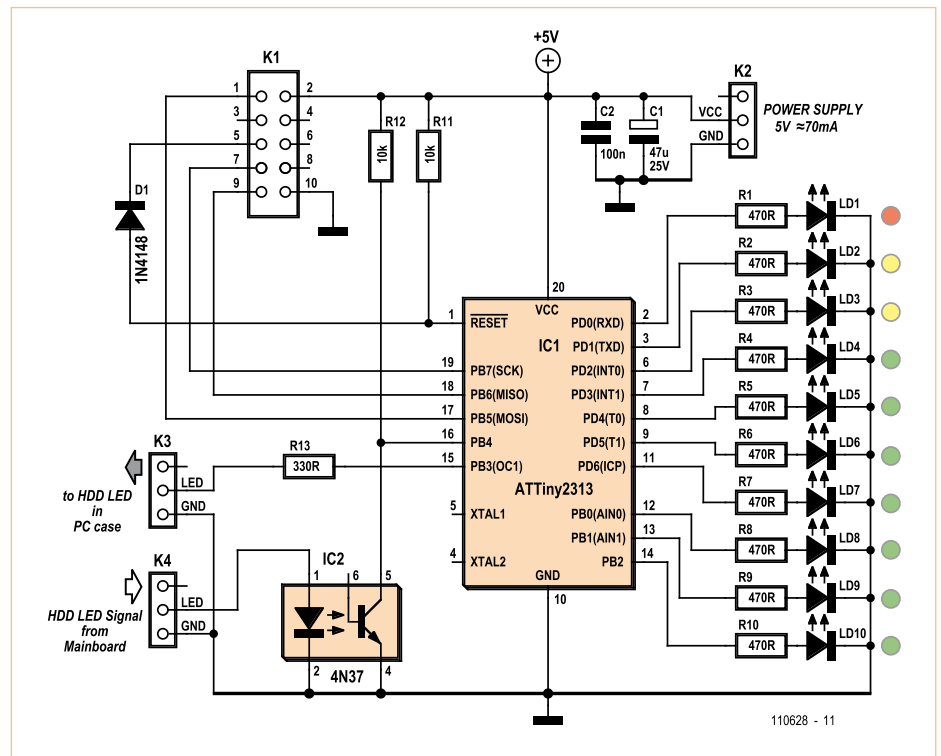 +5V
K1
K2
1 2
3 4
5 6
7 8
9 10
R12
10k
R11
10k
C2
100n
C1
47u
25V
VCC
GND
POWER SUPPLY
5V ≈70mA
D1
1N4148
R1
470R
LD1
R2
470R
LD2
R3
470R
LD3
R4
470R
LD4
R5
470R
LD5
R6
470R
LD6
R7
470R
LD7
R8
470R
LD8
R9
470R
LD9
R10
470R
LD10
20
VCC
IC1
ATTiny2313
GND
10
1 RESET
19 PB7(SCK)
18 PB6(MISO)
17 PB5(MOSI)
16 PB4
15 PB3(OC1)
5 XTAL1
4 XTAL2
PD0(RXD) 2
PD1(TXD) 3
PD2(INT0) 6
PD3(INT1) 7
PD4(T0) 8
PD5(T1) 9
PD6(ICP) 11
PB0(AIN0) 12
PB1(AIN1) 13
PB2 14
K3
LED
GND
to HDD LED
in
PC case
R13
330R
K4
LED
GND
HDD LED Signal
from
Mainboard
IC2
1 6 5
2 4
4N37
110628 - 11